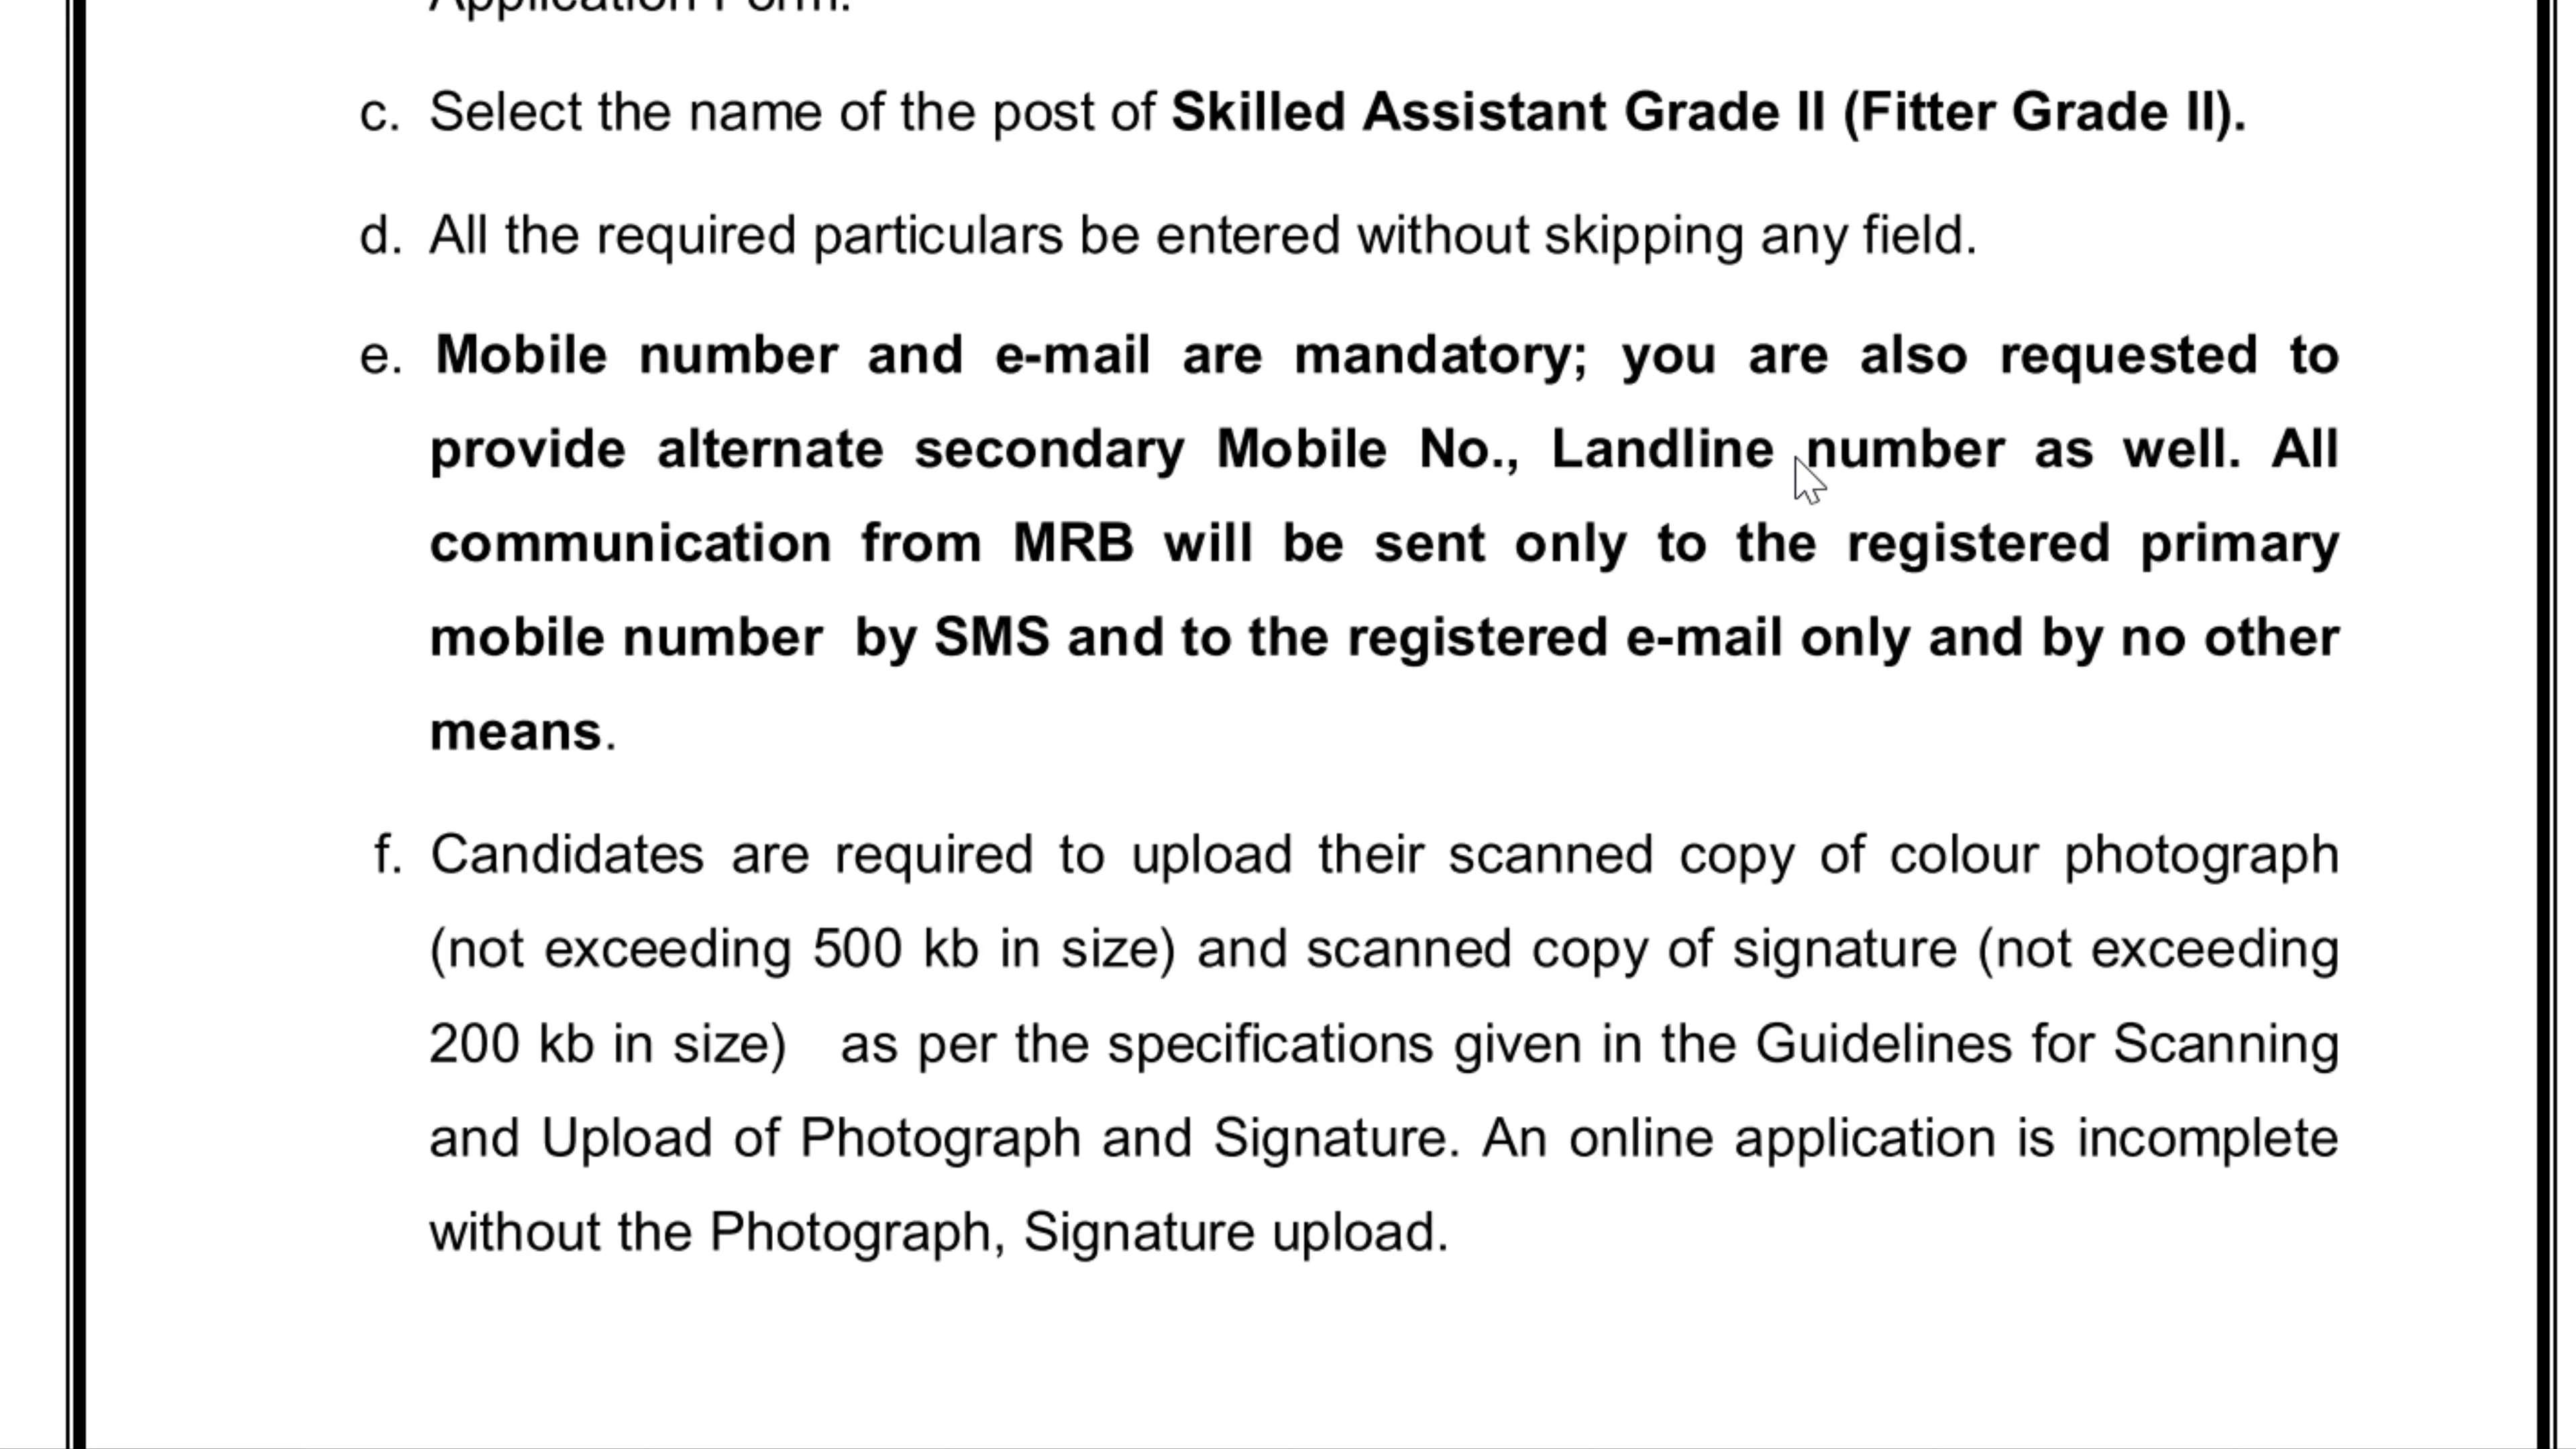 Application Form.
c. Select the name of the post of Skilled Assistant Grade II (Fitter Grade II).
d. All the required particulars be entered without skipping any field.
e. Mobile number and e-mail are mandatory; you are also requested to
provide alternate secondary Mobile No., Landline number as well. All
communication from MRB will be sent only to the registered primary
mobile number by SMS and to the registered e-mail only and by no other
means.
f. Candidates are required to upload their scanned copy of colour photograph
(not exceeding 500 kb in size) and scanned copy of signature (not exceeding
200 kb in size) as per the specifications given in the Guidelines for Scanning
and Upload of Photograph and Signature. An online application is incomplete
without the Photograph, Signature upload.